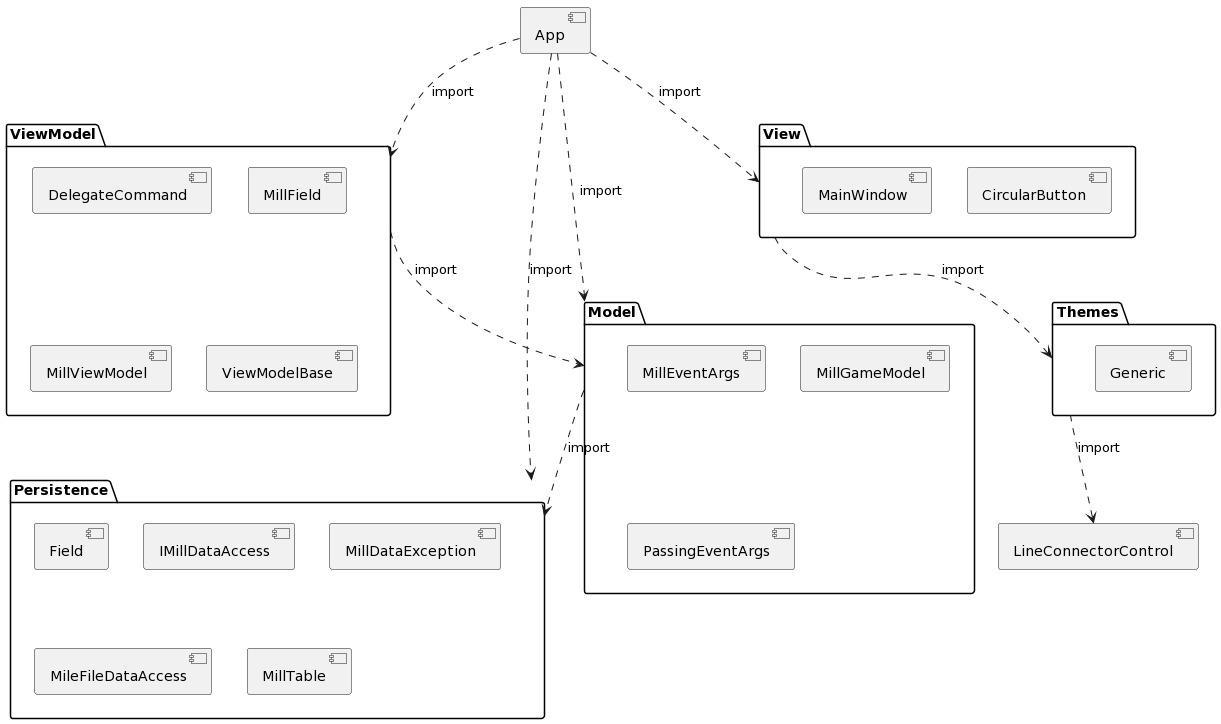 App
import
import
ViewModel
DelegateCommand
MillField
MillViewModel
ViewModelBase
View
MainWindow
CircularButton
import
import
import
import
Model
MillEventArgs
MillGameModel
PassingEventArgs
Themes
Generic
import
import
Persistence
Field
IMillDataAccess
MillDataException
MileFileDataAccess
MillTable
LineConnectorControl